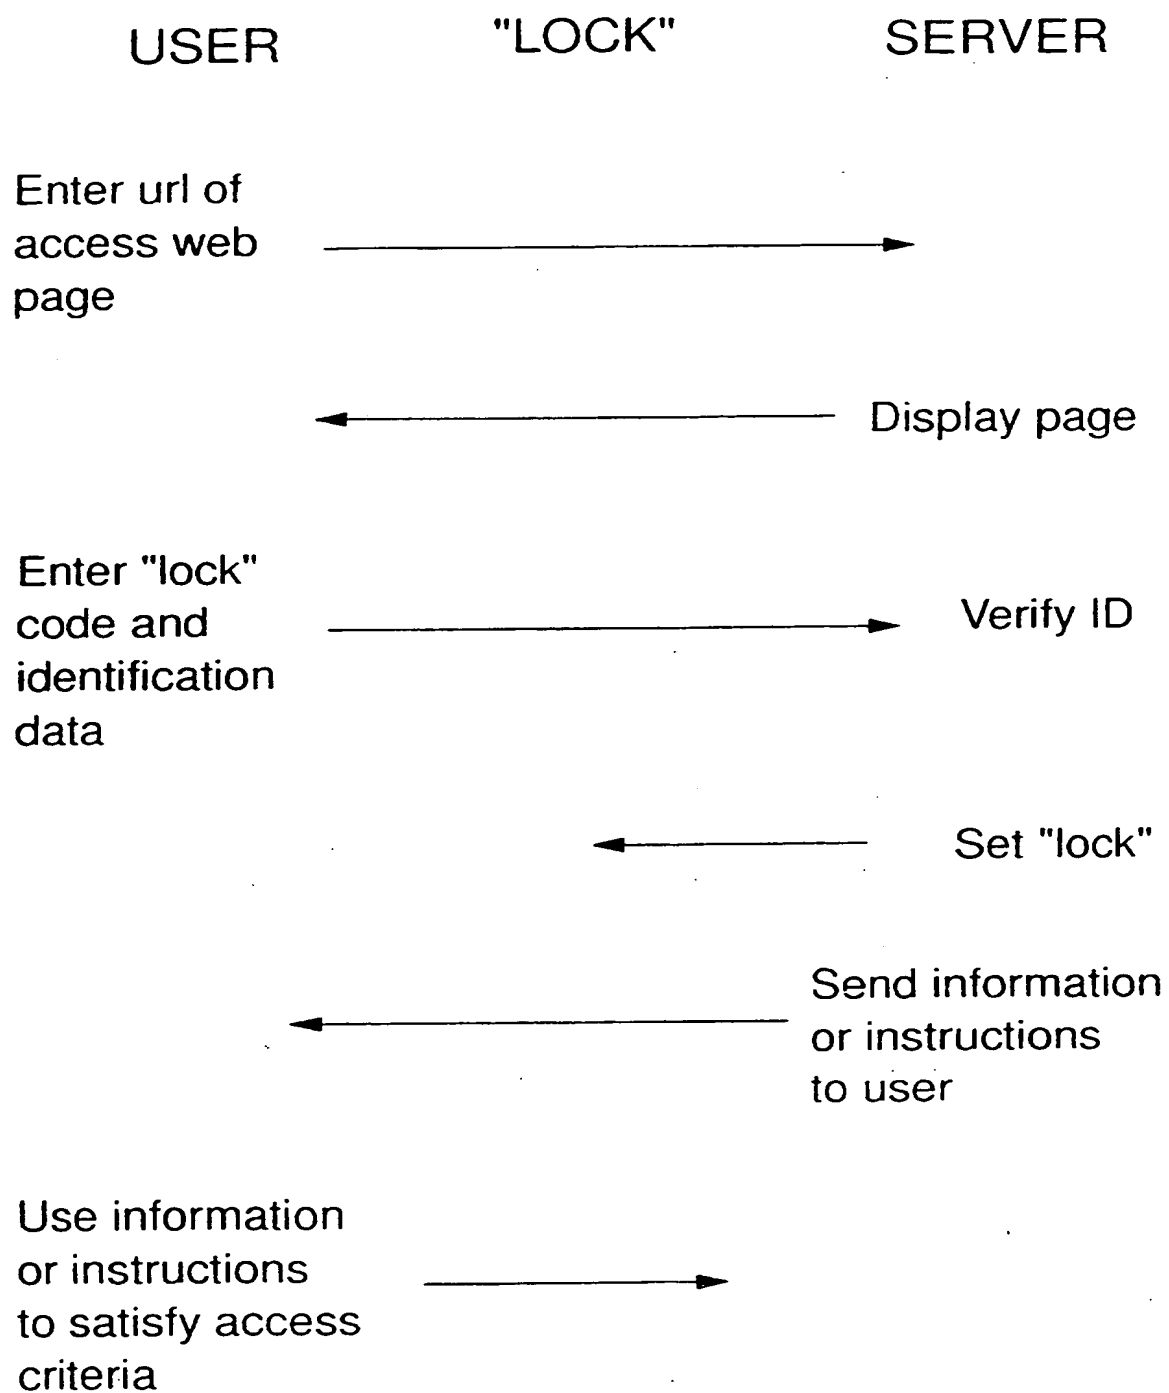 USER "LOCK" SERVER
Enter url of
access web
page
Display page
Enter "lock"
code and
identification
data
Verify ID
Set "lock"
Send information
or instructions
to user
Use information
or instructions
to satisfy access
criteria